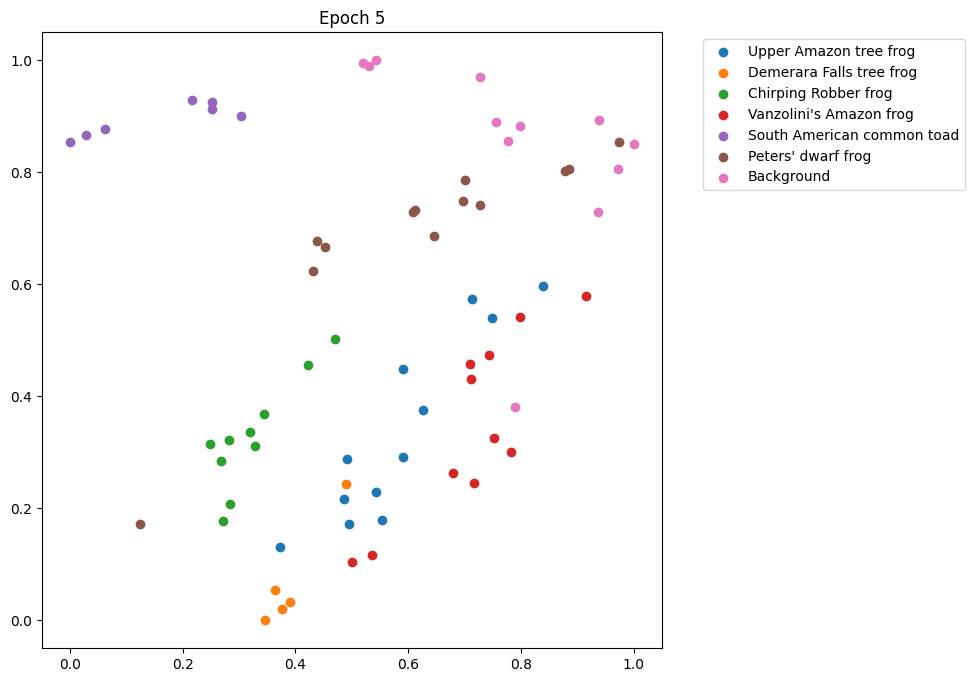 Epoch 5
1.0
0.8
0.6
0.4
0.2
0.0
0.0 0.2 0.4 0.6 0.8 1.0
Upper Amazon tree frog
Demerara Falls tree frog
Chirping Robber frog
Vanzolini's Amazon frog
South American common toad
Peters' dwarf frog
Background